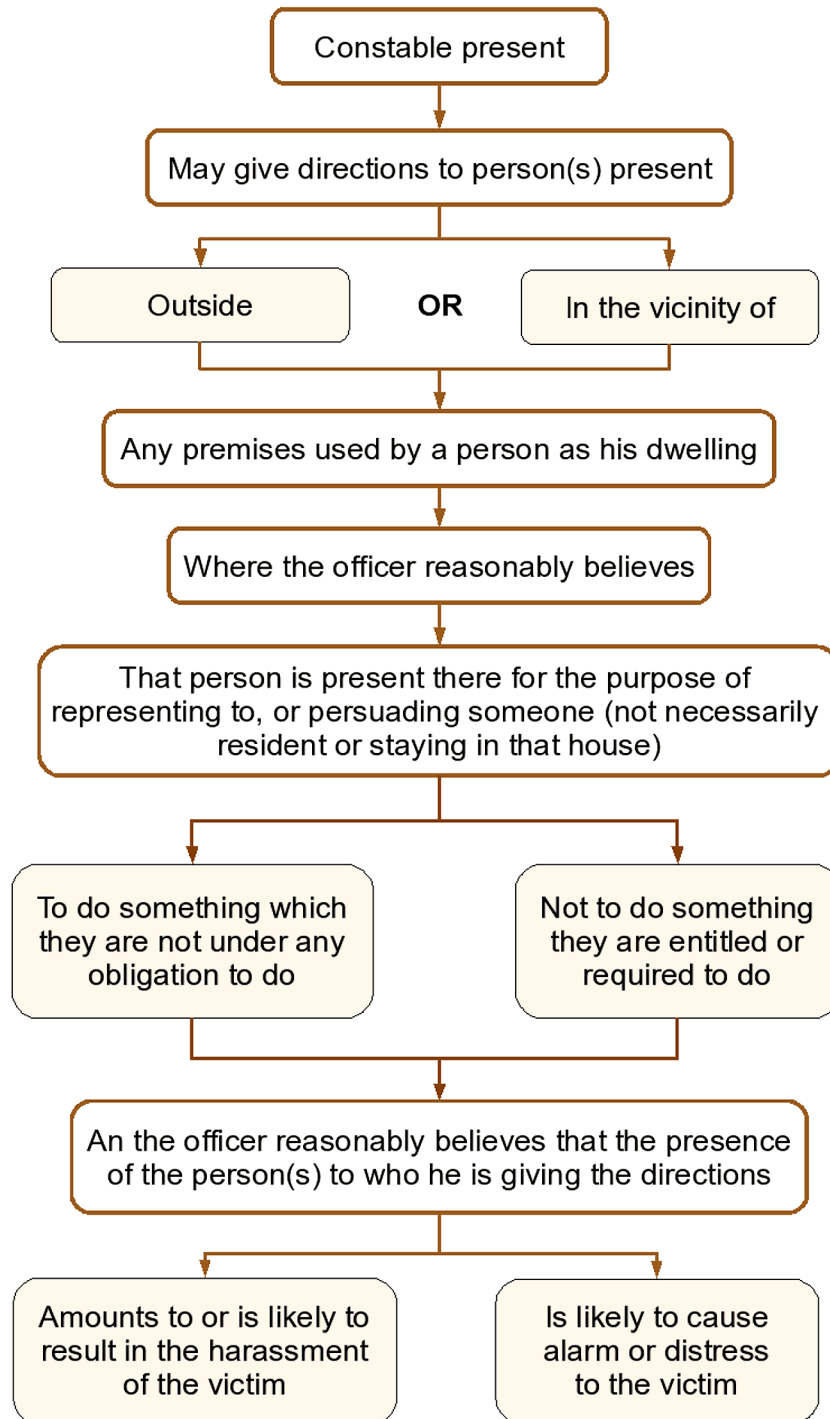 Constable present
May give directions to person(s) present
Outside
OR
In the vicinity of
Any premises used by a person as his dwelling
Where the officer reasonably believes
That person is present there for the purpose of
representing to, or persuading someone (not necessarily
resident or staying in that house)
To do something which
they are not under any
obligation to do
Not to do something
they are entitled or
required to do
An the officer reasonably believes that the presence
of the person(s) to who he is giving the directions
Amounts to or is likely to
result in the harassment
of the victim
Is likely to cause
alarm or distress
to the victim